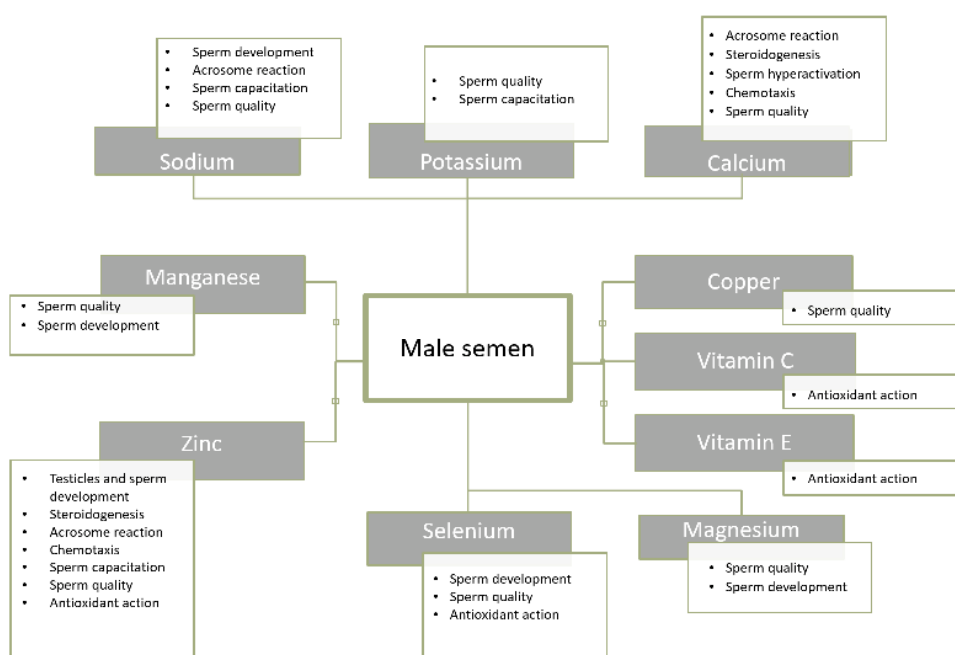 Sperm development
Acrosome reaction
Sperm capacitation
Sperm quality
Sodium
Sperm quality
Sperm capacitation
Potassium
Acrosome reaction
Steroidogenesis
Sperm hyperactivation
Chemotaxis
Sperm quality
Calcium
Manganese
Sperm quality
Sperm development
Copper
Sperm quality
Male semen
Vitamin C
Antioxidant action
Zinc
Testicles and sperm
development
Steroidogenesis
Acrosome reaction
Chemotaxis
Sperm capacitation
Sperm quality
Antioxidant action
Vitamin E
Antioxidant action
Selenium
Sperm development
Sperm quality
Antioxidant action
Magnesium
Sperm quality
Sperm development